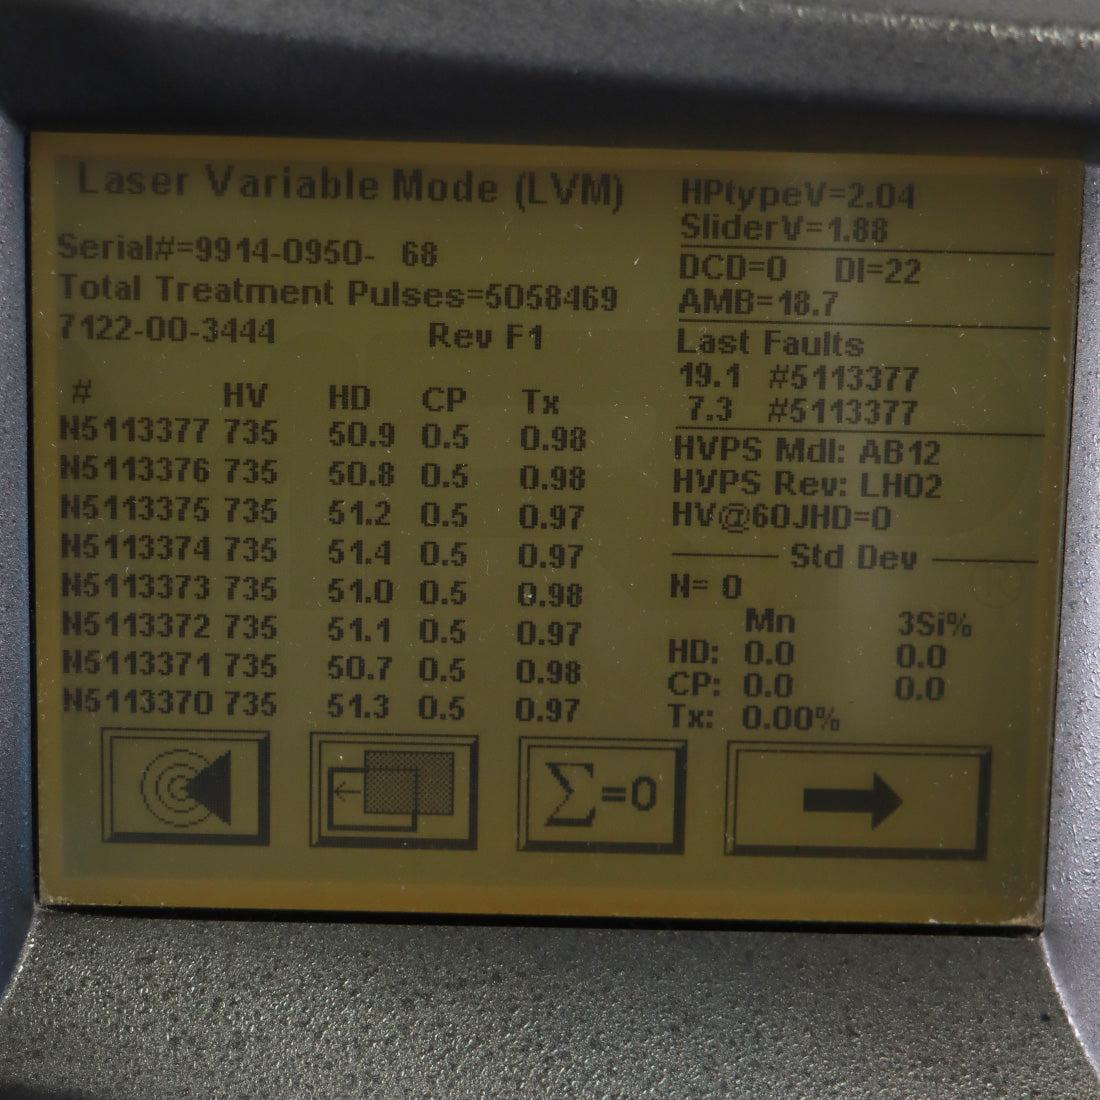 Laser Variable Mode (LVM)
Serial#=9914-0950- 68
Total Treatment Pulses=5058469
7122-00-3444 Rev F1
# HV HD CP Tx
N5113377 735 50.9 0.5 0.98
N5113376 735 50.8 0.5 0.98
N5113375 735 51.2 0.5 0.97
N5113374 735 51.4 0.5 0.97
N5113373 735 51.0 0.5 0.98
N5113372 735 51.1 0.5 0.97
N5113371 735 50.7 0.5 0.98
N5113370 735 51.3 0.5 0.97
HPtypeV=2.04
SliderV=1.88
DCD=0 DI=22
AMB=18.7
Last Faults
19.1 #5113377
7.3 #5113377
HVPS Mdl: AB12
HVPS Rev: LH02
HV@60JHD=0
Std Dev
N= 0
Mn 3Si%
HD: 0.0 0.0
CP: 0.0 0.0
Tx: 0.00%
Σ=0
®